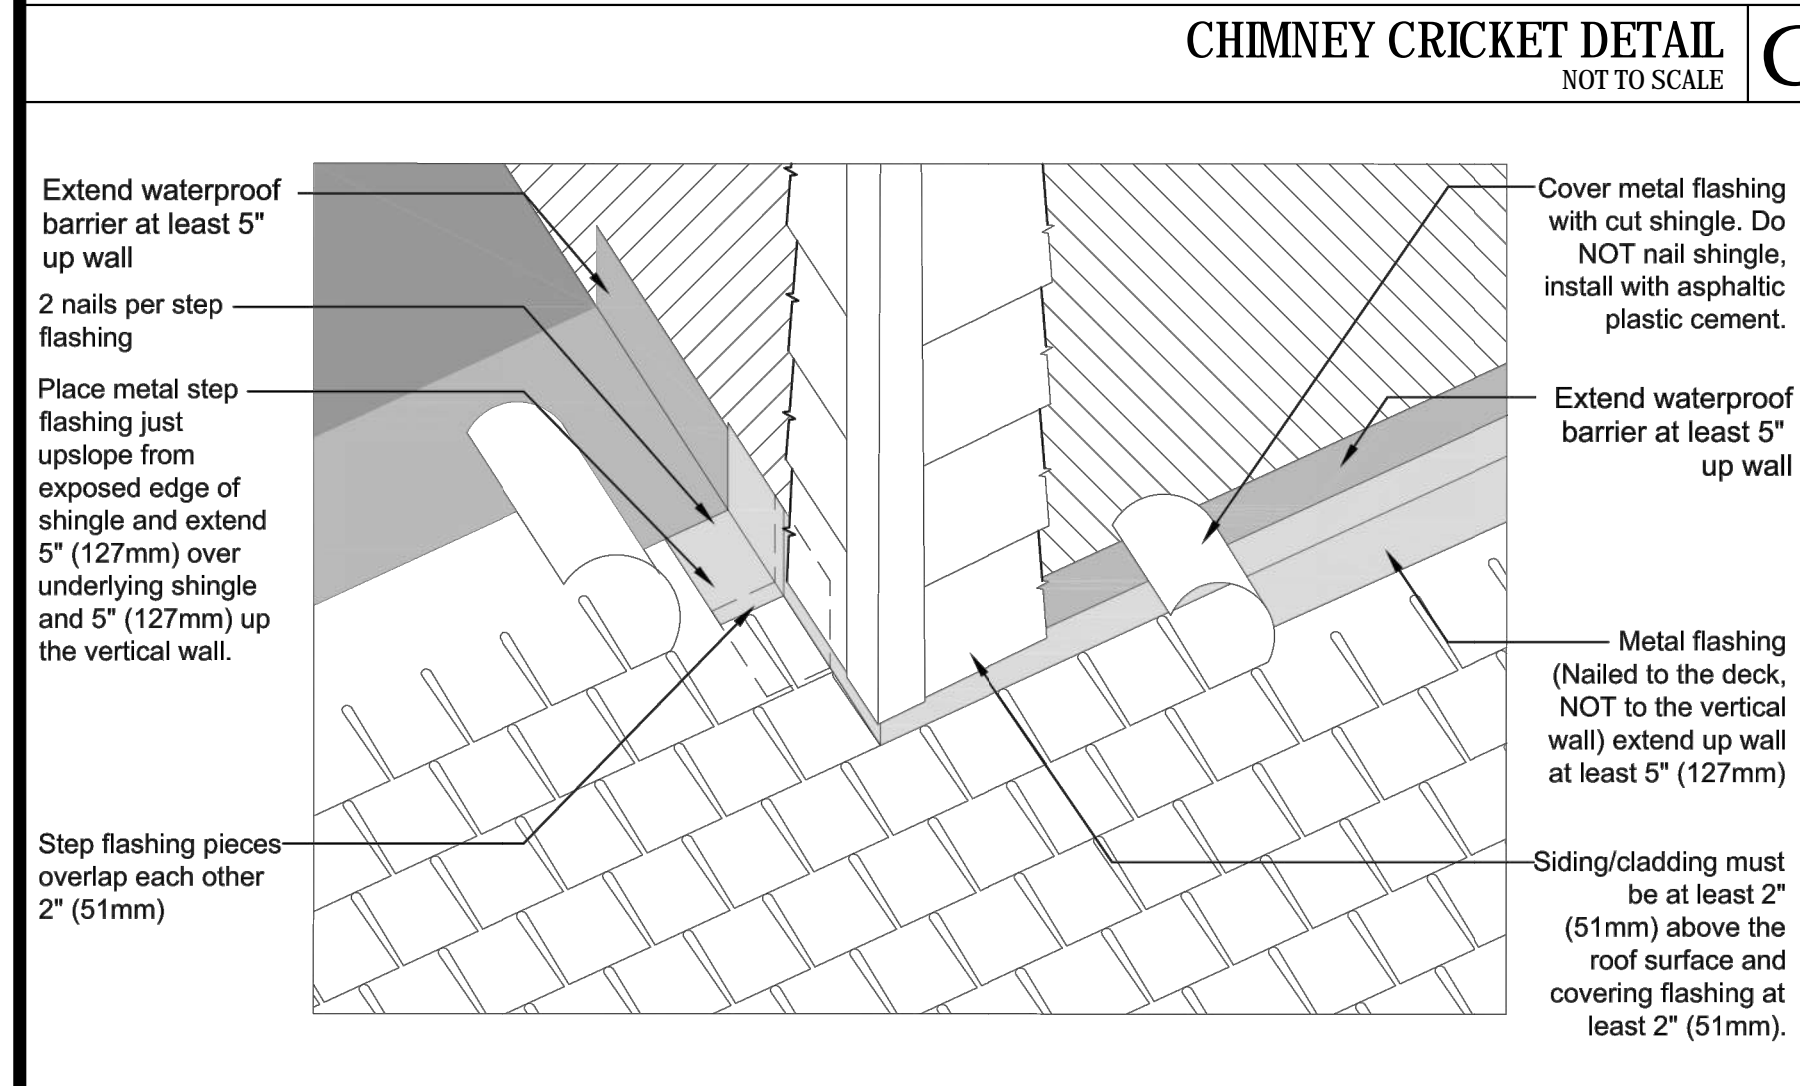 CHIMNEY CRICKET DETAIL
NOT TO SCALE
Extend waterproof
barrier at least 5"
up wall
2 nails per step
flashing
Place metal step
flashing just
upslope from
exposed edge of
shingle and extend
5" (127mm) over
underlying shingle
and 5" (127mm) up
the vertical wall.
Step flashing pieces
overlap each other
2" (51mm)
Cover metal flashing
with cut shingle. Do
NOT nail shingle,
install with asphaltic
plastic cement.
Extend waterproof
barrier at least 5"
up wall
Metal flashing
(Nailed to the deck,
NOT to the vertical
wall) extend up wall
at least 5" (127mm)
Siding/cladding must
be at least 2"
(51mm) above the
roof surface and
covering flashing at
least 2" (51mm).